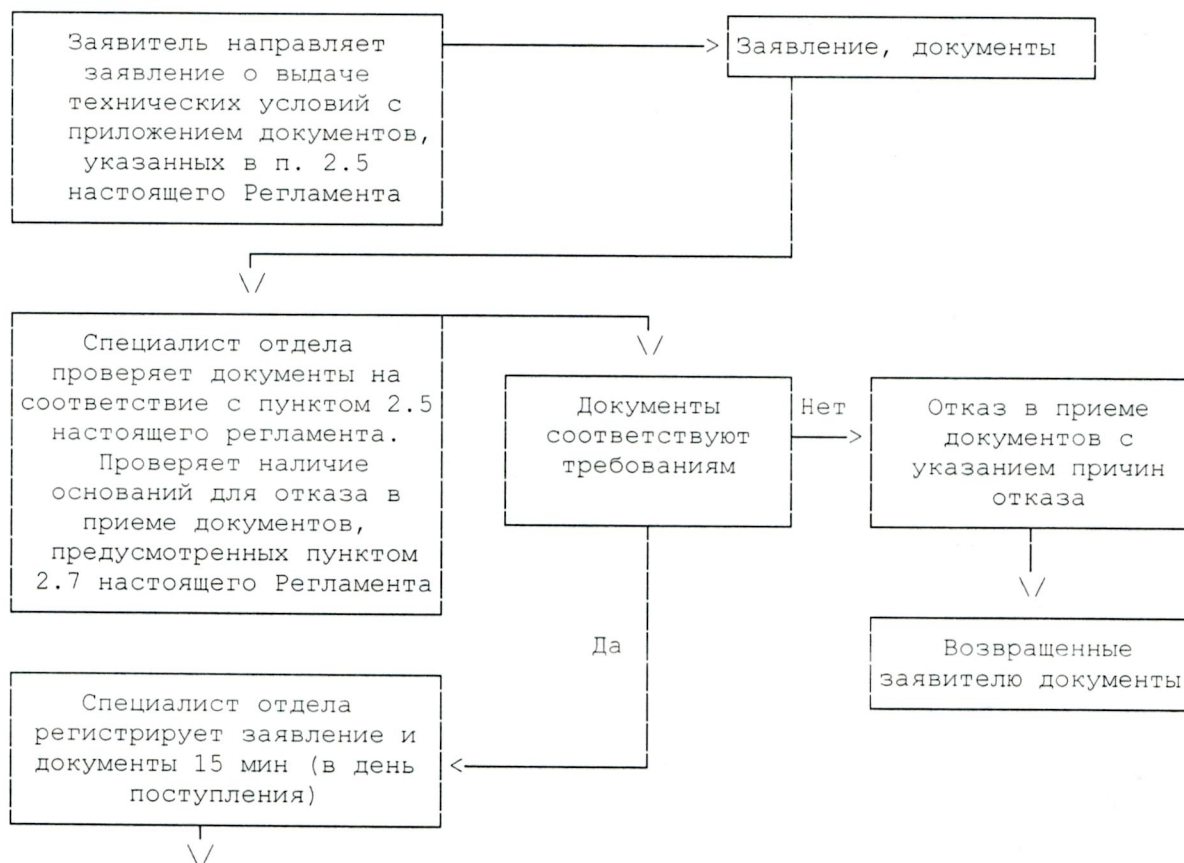 Заявитель направляет
заявление о выдаче
технических условий с
приложением документов,
указанных в п. 2.5
настоящего Регламента
Заявление, документы
Специалист отдела
проверяет документы на
соответствие с пунктом 2.5
настоящего регламента.
Проверяет наличие
оснований для отказа в
приеме документов,
предусмотренных пунктом
2.7 настоящего Регламента
Документы
соответствуют
требованиям
Нет
Отказ в приеме
документов с
указанием причин
отказа
Да
Возвращенные
заявителю документы
Специалист отдела
регистрирует заявление и
документы 15 мин (в день
поступления)